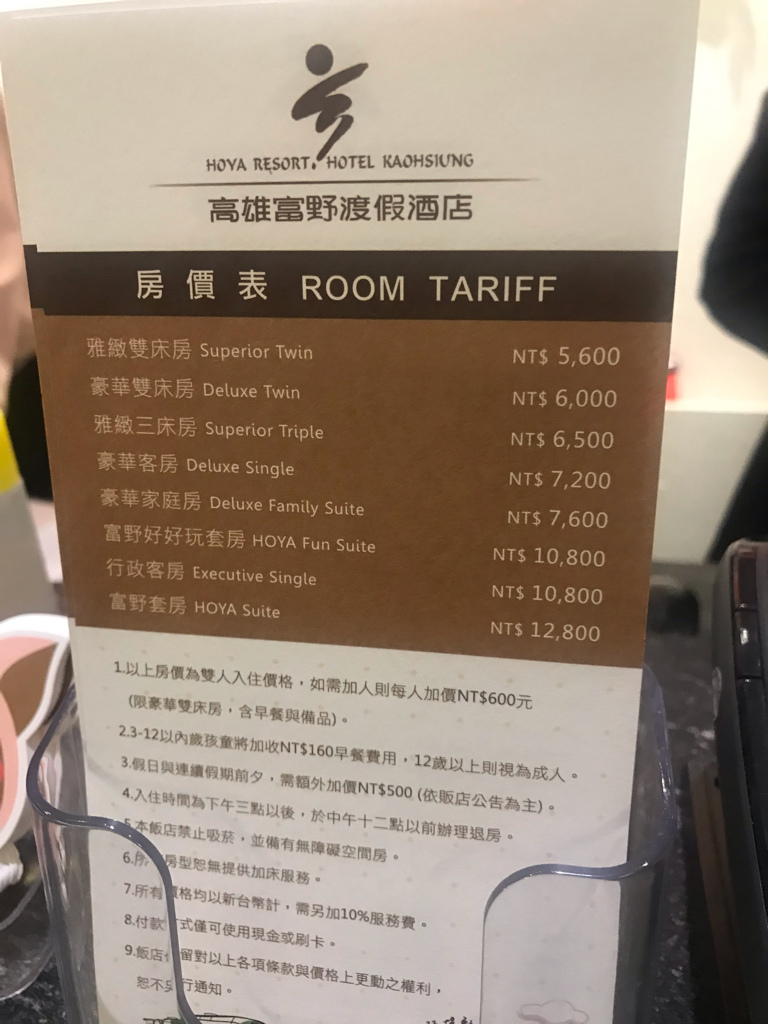 HOYA RESORT HOTEL KAOHSIUNG
高雄富野渡假酒店
房價表 ROOM TARIFF
雅緻雙床房 Superior Twin NT$ 5,600
豪華雙床房 Deluxe Twin NT$ 6,000
雅緻三床房 Superior Triple NT$ 6,500
豪華客房 Deluxe Single NT$ 7,200
豪華家庭房 Deluxe Family Suite NT$ 7,600
富野好好玩套房 HOYA Fun Suite NT$ 10,800
行政客房 Executive Single NT$ 10,800
富野套房 HOYA Suite NT$ 12,800
1.以上房價為雙人入住價格，如需加人則每人加價NT$600元
(限豪華雙床房，含早餐與備品)。
2.3-12以內歲孩童將加收NT$160早餐費用，12歲以上則視為成人。
3.假日與連續假期前夕，需額外加價NT$500 (依販店公告為主)。
4.入住時間為下午三點以後，於中午十二點以前辦理退房。
5.本飯店禁止吸菸，並備有無障礙空間房。
6.所 房型恕無提供加床服務。
7.所有價格均以新台幣計，需另加10%服務費。
8.付款方式僅可使用現金或刷卡。
9.飯店 留對以上各項條款與價格上更動之權利，
恕不 行通知。